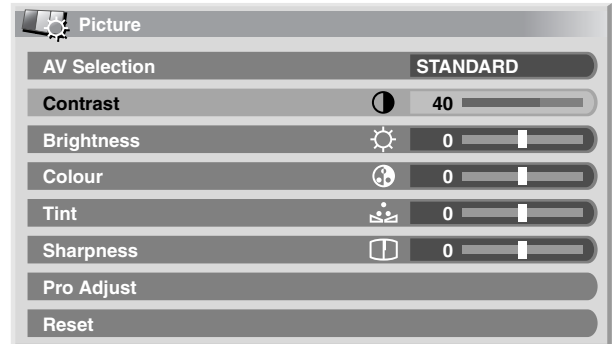 Picture
AV Selection STANDARD
Contrast 40
Brightness 0
Colour 0
Tint 0
Sharpness 0
Pro Adjust
Reset